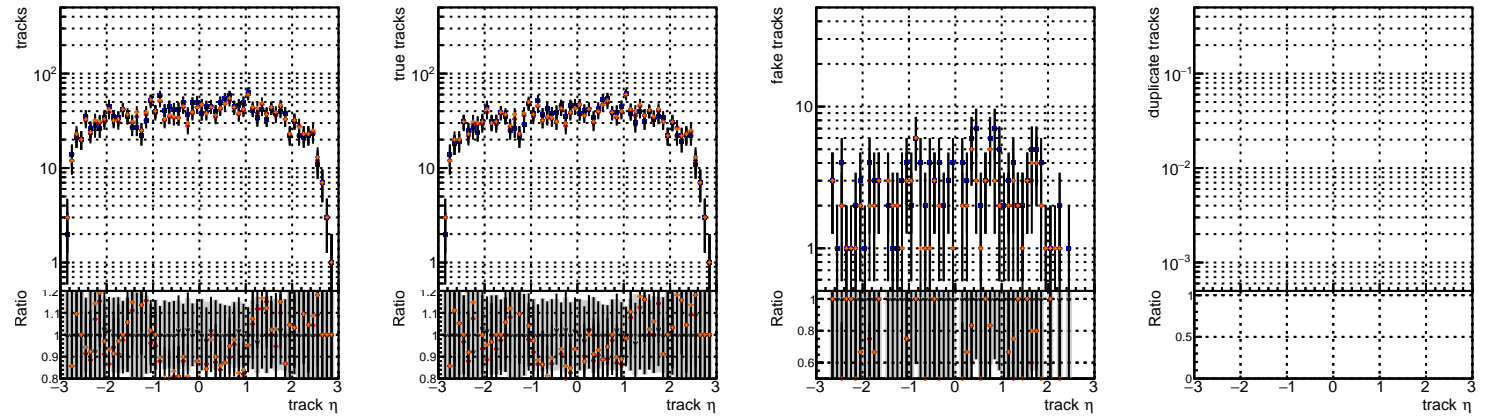 tracks
10²
10
1
Ratio
1.2
1.1
1
0.9
0.8
−3 −2 −1 0 1 2 3
track η
true tracks
10²
10
1
Ratio
1.2
1.1
1
0.9
0.8
−3 −2 −1 0 1 2 3
track η
fake tracks
10
1
Ratio
1
0.8
0.6
−3 −2 −1 0 1 2 3
track η
duplicate tracks
10⁻¹
10⁻²
10⁻³
Ratio
1
0.5
0
−3 −2 −1 0 1 2 3
track η